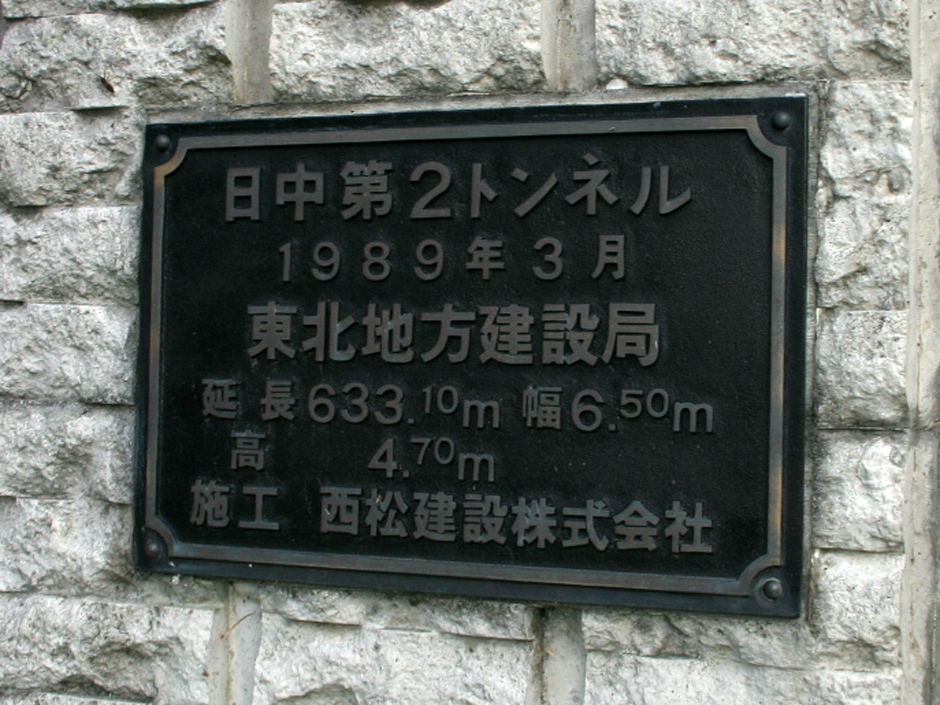 日中第2トンネル
1989年3月
東北地方建設局
延長633.10m 幅6.50m
高 4.70m
施工 西松建設株式会社